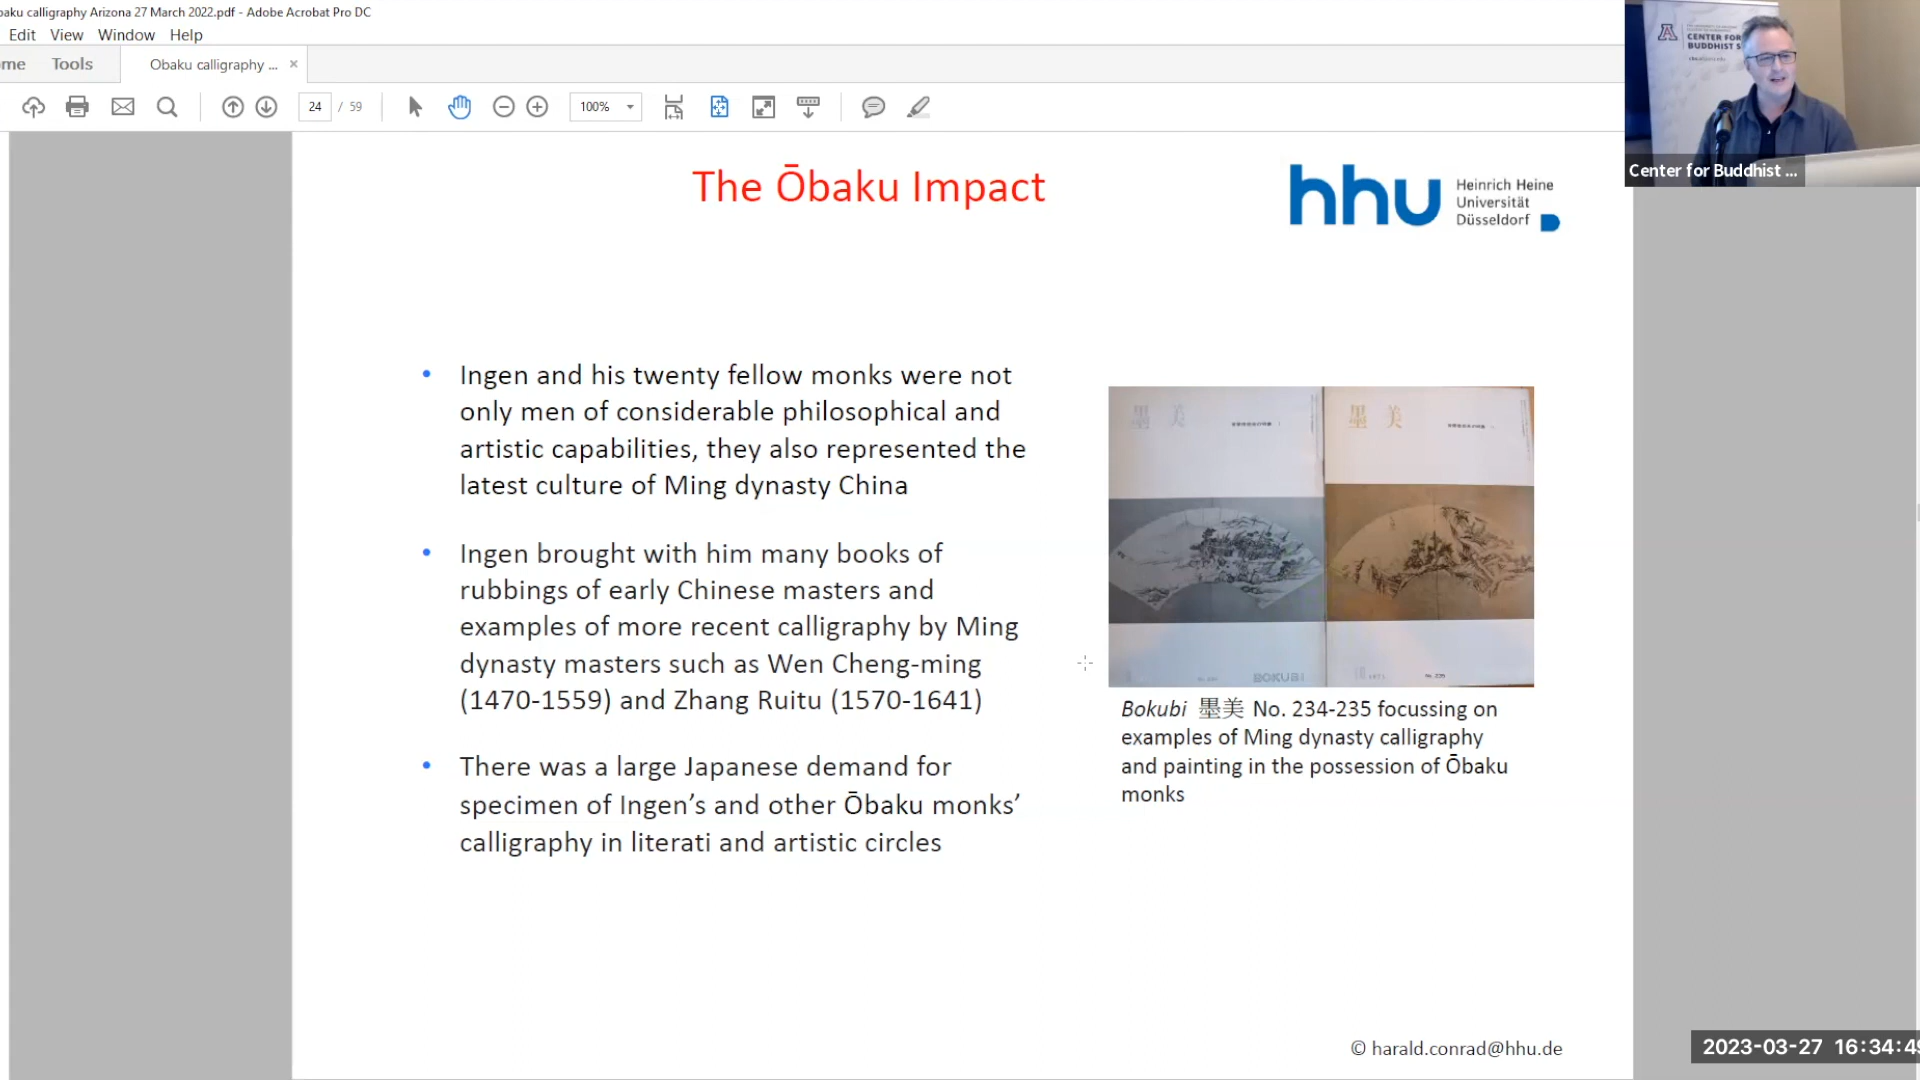 baku calligraphy Arizona 27 March 2022.pdf - Adobe Acrobat Pro DC
Edit View Window Help
me Tools Obaku calligraphy ... ×
24 / 59 100%
CENTER FOR
BUDDHIST S
Center for Buddhist ...
The Ōbaku Impact
hhu Heinrich Heine
Universität
Düsseldorf
• Ingen and his twenty fellow monks were not
only men of considerable philosophical and
artistic capabilities, they also represented the
latest culture of Ming dynasty China
• Ingen brought with him many books of
rubbings of early Chinese masters and
examples of more recent calligraphy by Ming
dynasty masters such as Wen Cheng-ming
(1470-1559) and Zhang Ruitu (1570-1641)
• There was a large Japanese demand for
specimen of Ingen’s and other Ōbaku monks’
calligraphy in literati and artistic circles
墨 美 墨 美
BOKUBI No. 235
Bokubi 墨美 No. 234-235 focussing on
examples of Ming dynasty calligraphy
and painting in the possession of Ōbaku
monks
© harald.conrad@hhu.de
2023-03-27 16:34:4